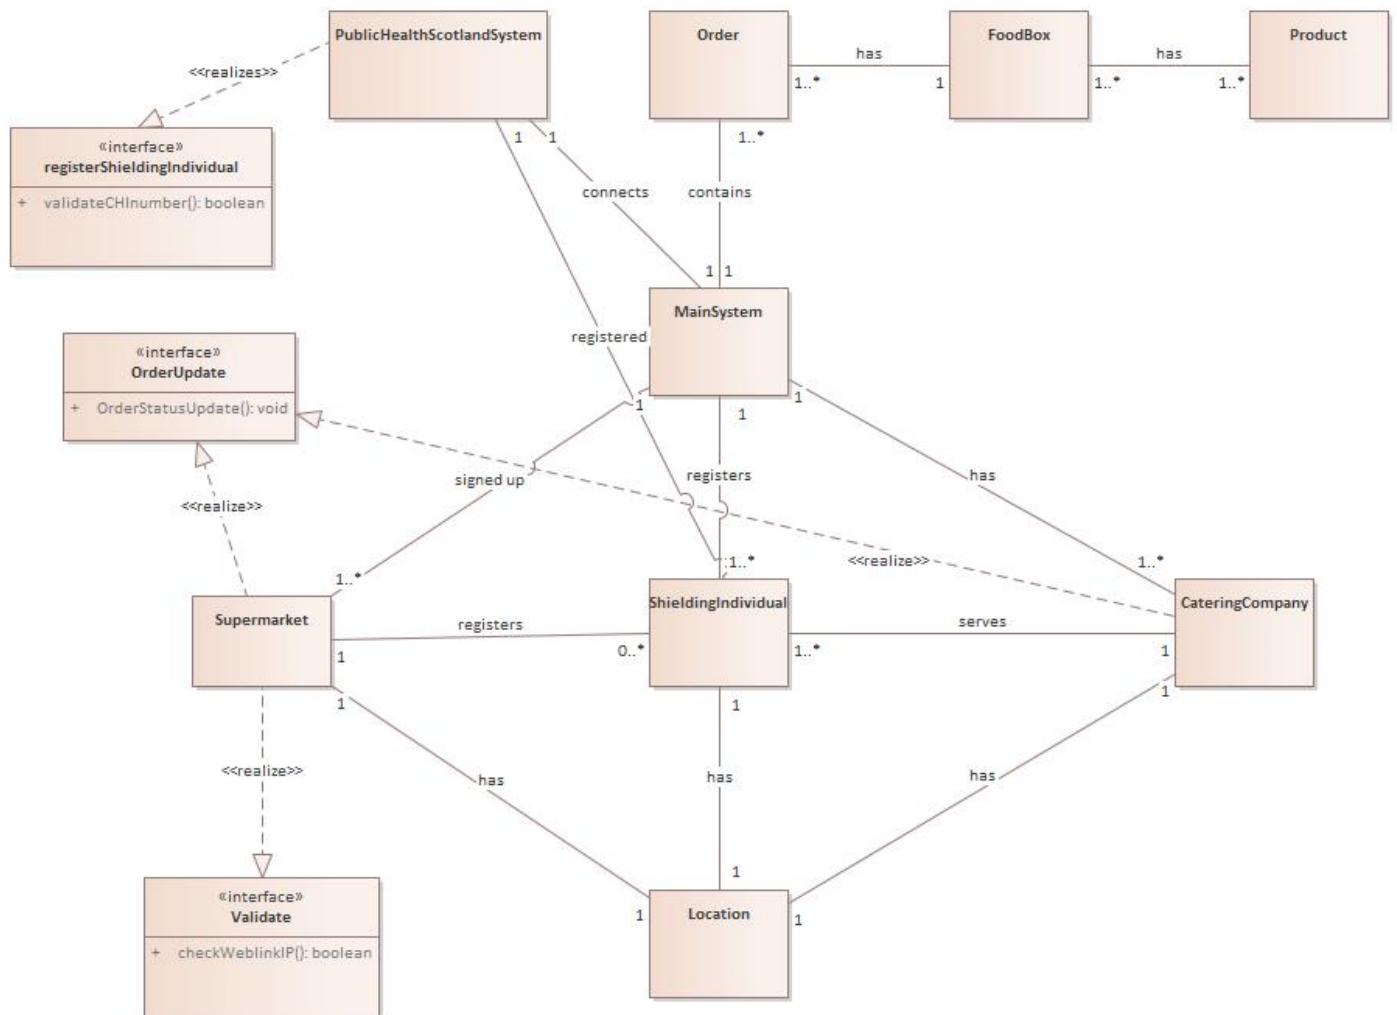 PublicHealthScotlandSystem
Order
FoodBox
Product
has
has
1..*
1
1..*
1..*
<<realizes>>
«interface»
registerShieldingIndividual
+ validateCHInumber(): boolean
1
1
1..*
connects
contains
1
1
MainSystem
registered
«interface»
OrderUpdate
+ OrderStatusUpdate(): void
1
1
1
signed up
registers
has
<<realize>>
1..*
1..*
1..*
<<realize>>
Supermarket
ShieldingIndividual
CateringCompany
registers
serves
1
0..*
1..*
1
1
1
1
<<realize>>
has
has
has
1
«interface»
Validate
+ checkWeblinkIP(): boolean
1
Location
1